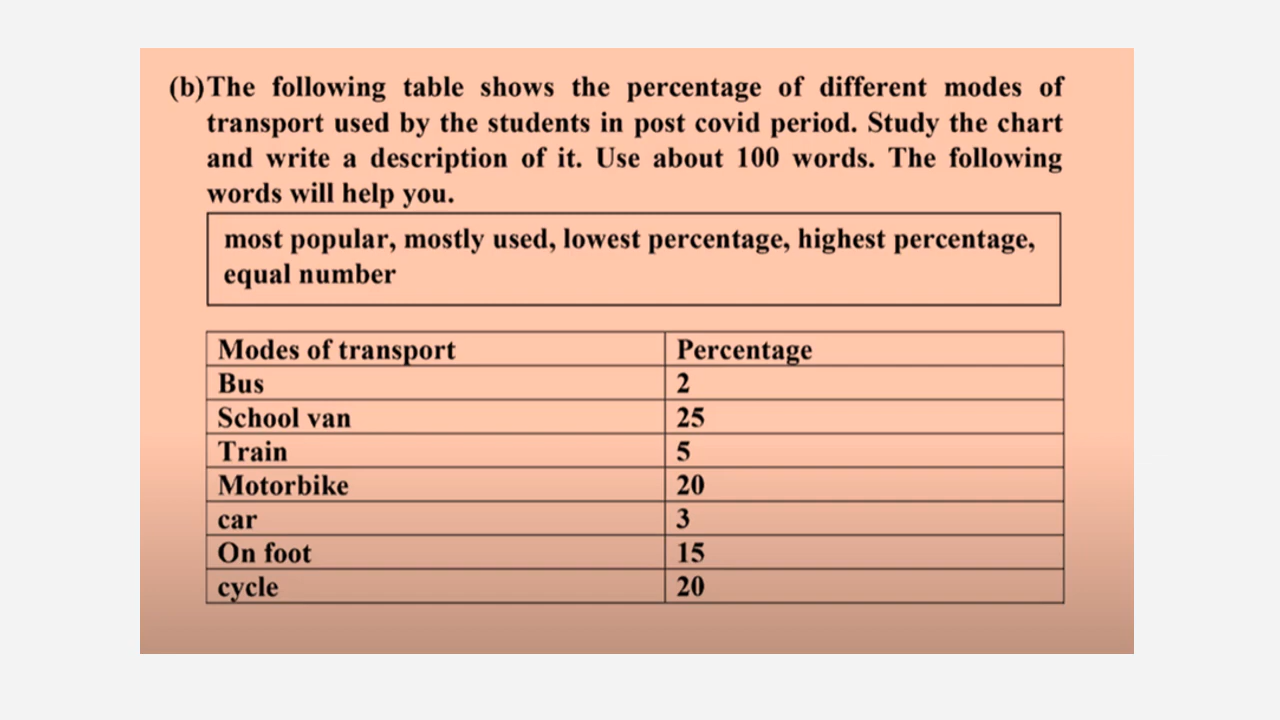 (b)The following table shows the percentage of different modes of
transport used by the students in post covid period. Study the chart
and write a description of it. Use about 100 words. The following
words will help you.
most popular, mostly used, lowest percentage, highest percentage,
equal number
Modes of transport Percentage
Bus 2
School van 25
Train 5
Motorbike 20
car 3
On foot 15
cycle 20